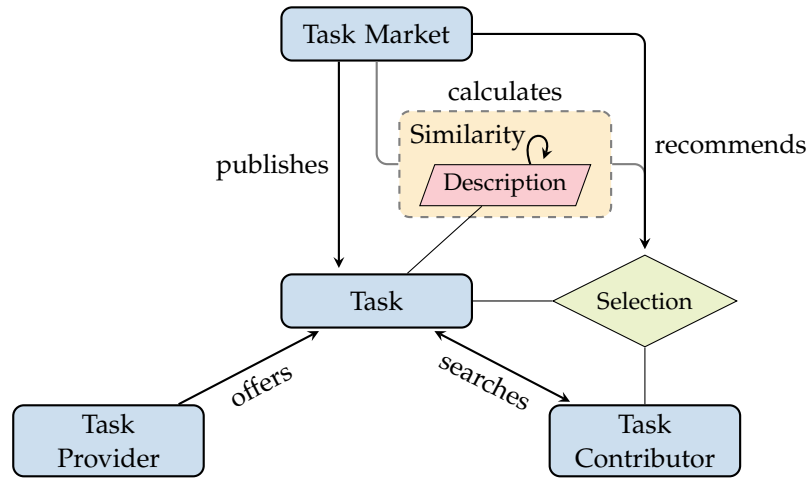 Task Market
calculates
Similarity
recommends
publishes
Description
Task
Selection
offers
searches
Task
Provider
Task
Contributor